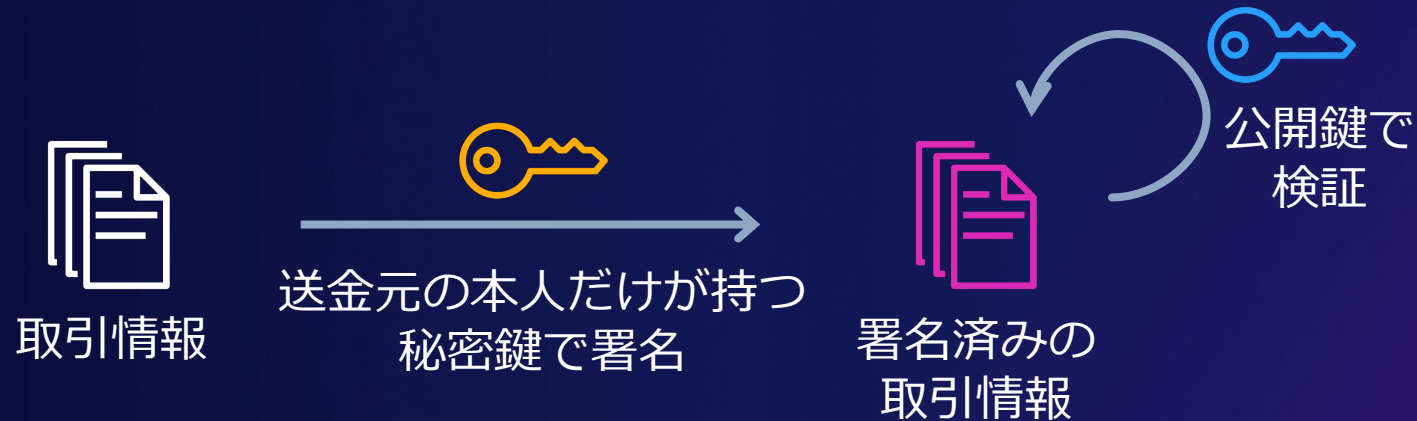 取引情報
送金元の本人だけが持つ
秘密鍵で署名
署名済みの
取引情報
公開鍵で
検証